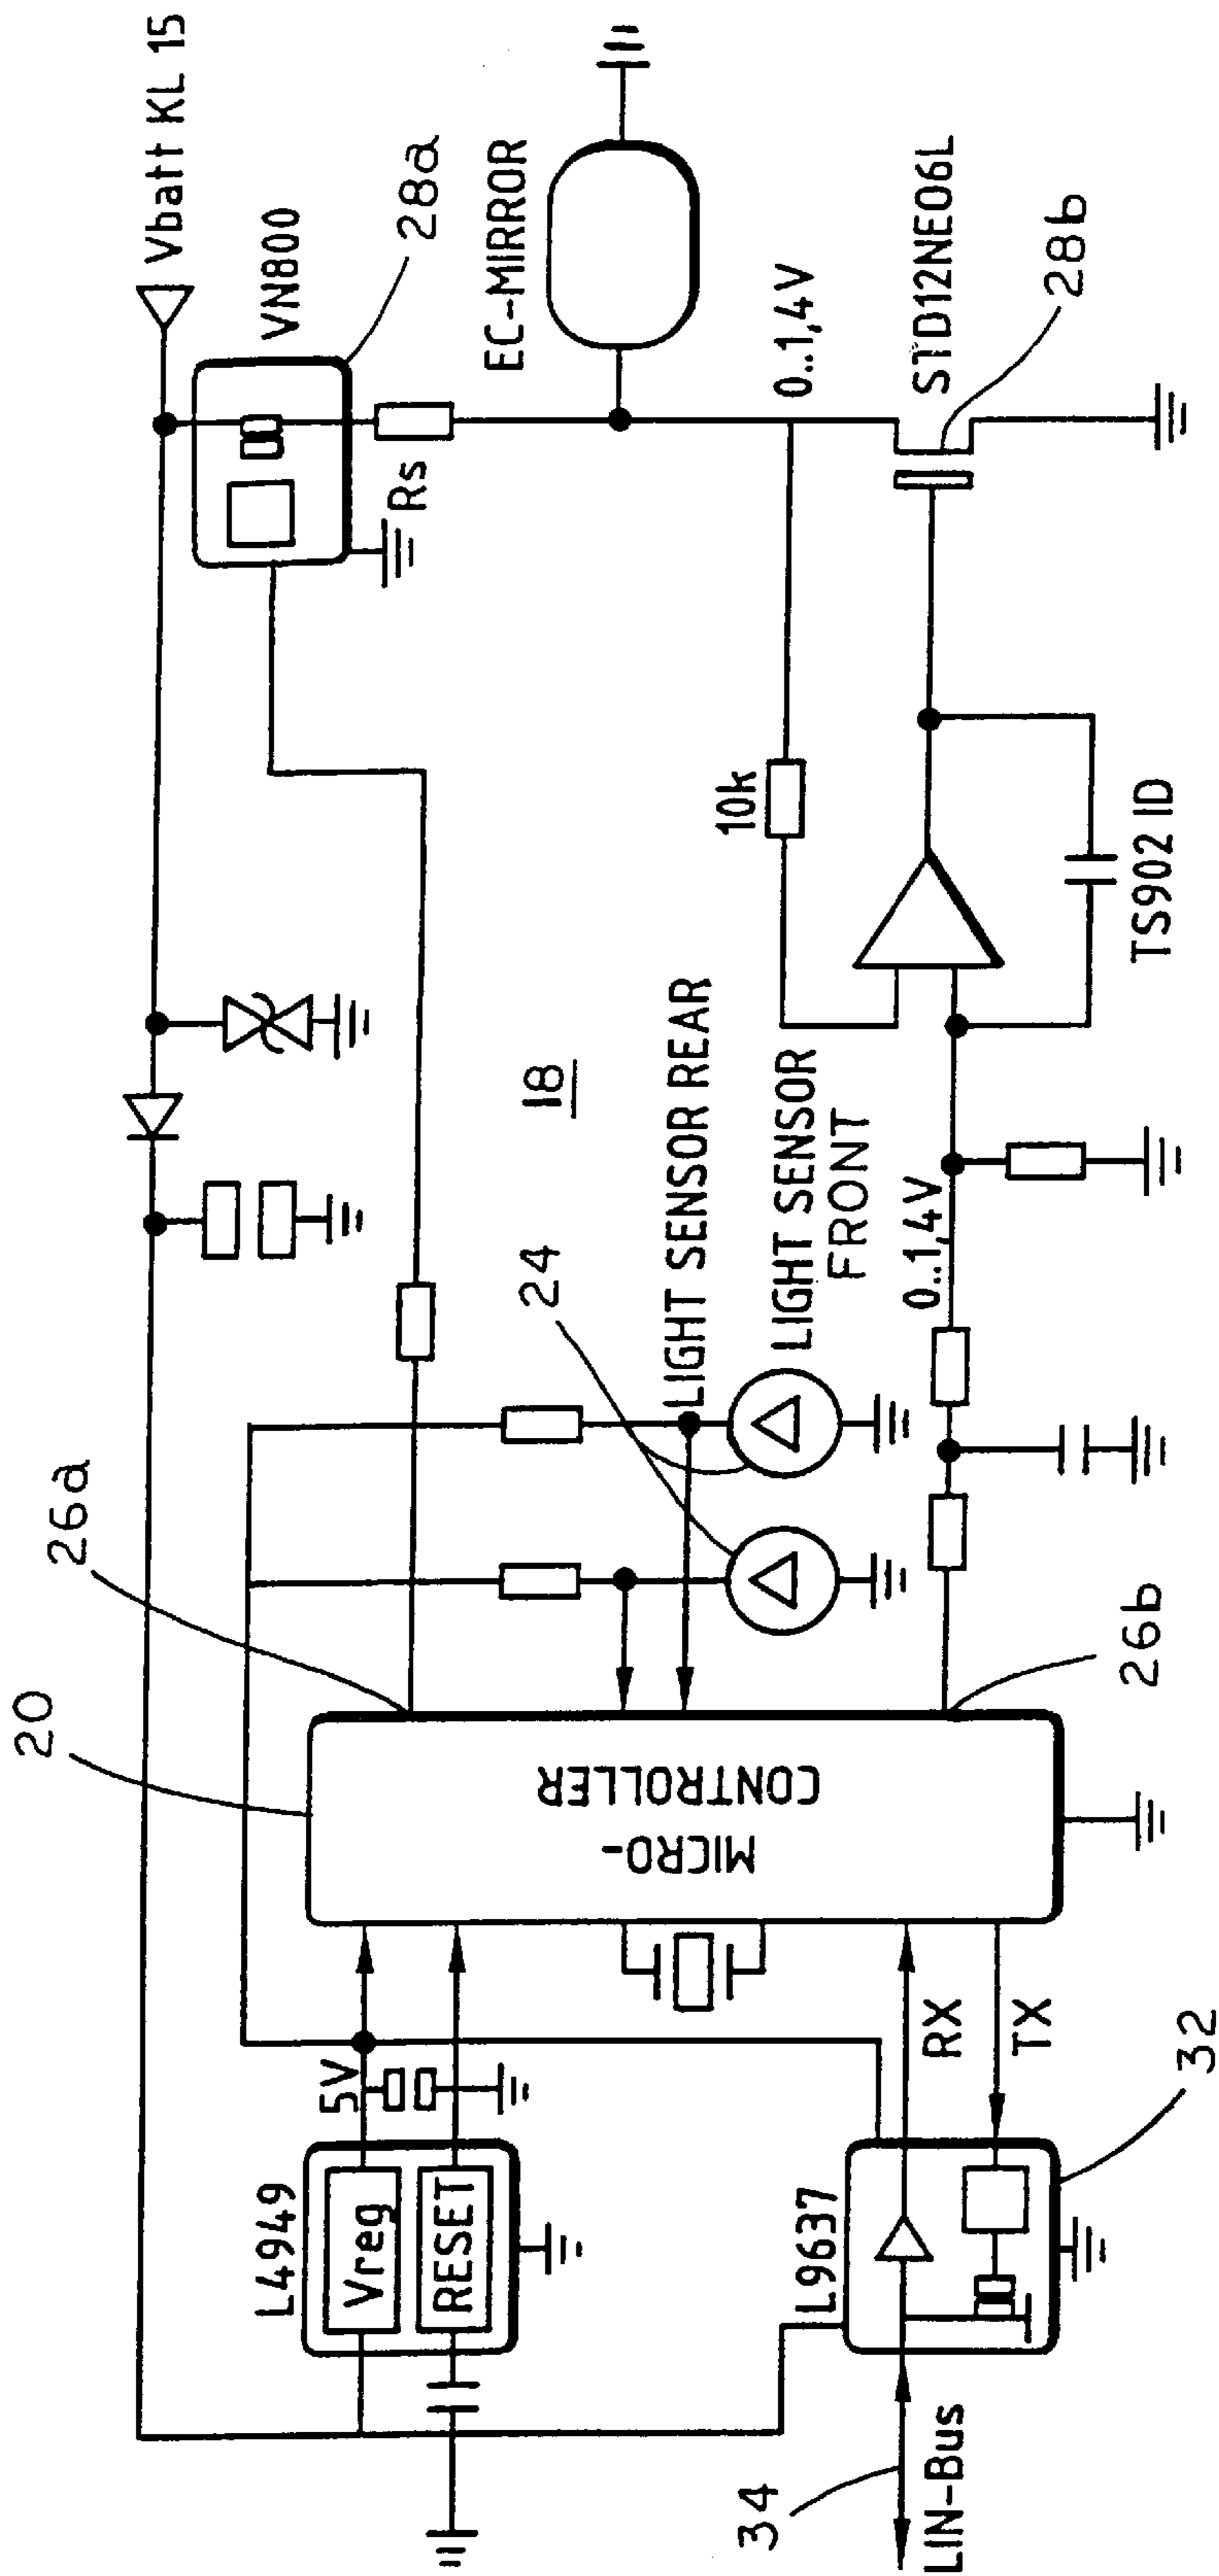 Vbatt KL 15
VN800
28a
Rs
EC-MIRROR
0..1,4V
STD12NE06L
28b
10k
TS902 ID
18
LIGHT SENSOR REAR
LIGHT SENSOR
FRONT
24
0..1,4V
26a
26b
20
MICRO-
CONTROLLER
5V
L4949
Vreg
RESET
RX
TX
L9637
32
34
LIN-Bus